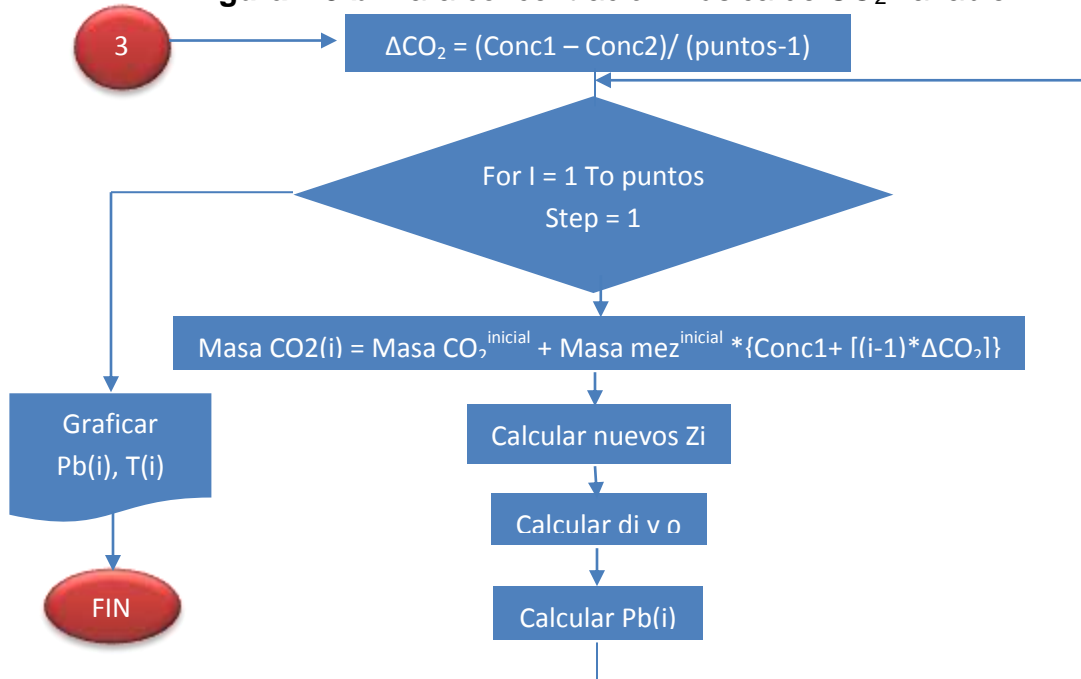 3
ΔCO₂ = (Conc1 – Conc2)/ (puntos-1)
For I = 1 To puntos
Step = 1
Masa CO2(i) = Masa CO₂ⁱⁿⁱᶜⁱᵃˡ + Masa mezⁱⁿⁱᶜⁱᵃˡ *{Conc1+ [(i-1)*ΔCO₂]}
Graficar
Pb(i), T(i)
Calcular nuevos Zi
Calcular di y o
Calcular Pb(i)
FIN